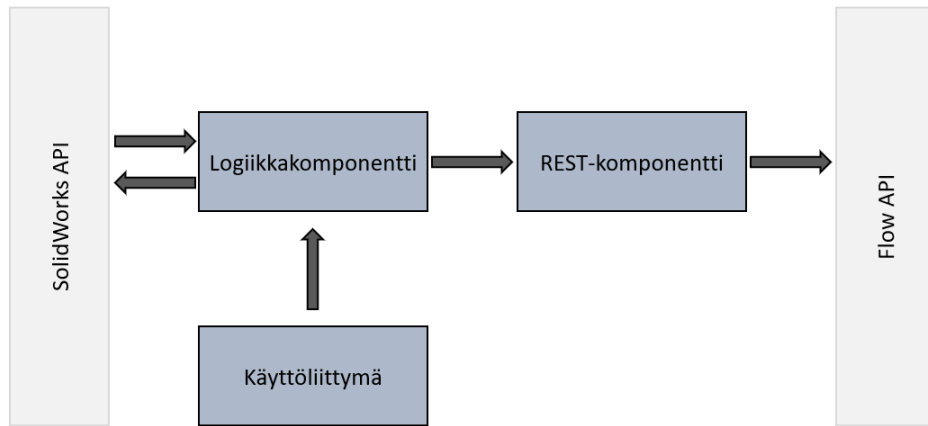 SolidWorks API
Logiikkakomponentti
REST-komponentti
Käyttöliittymä
Flow API